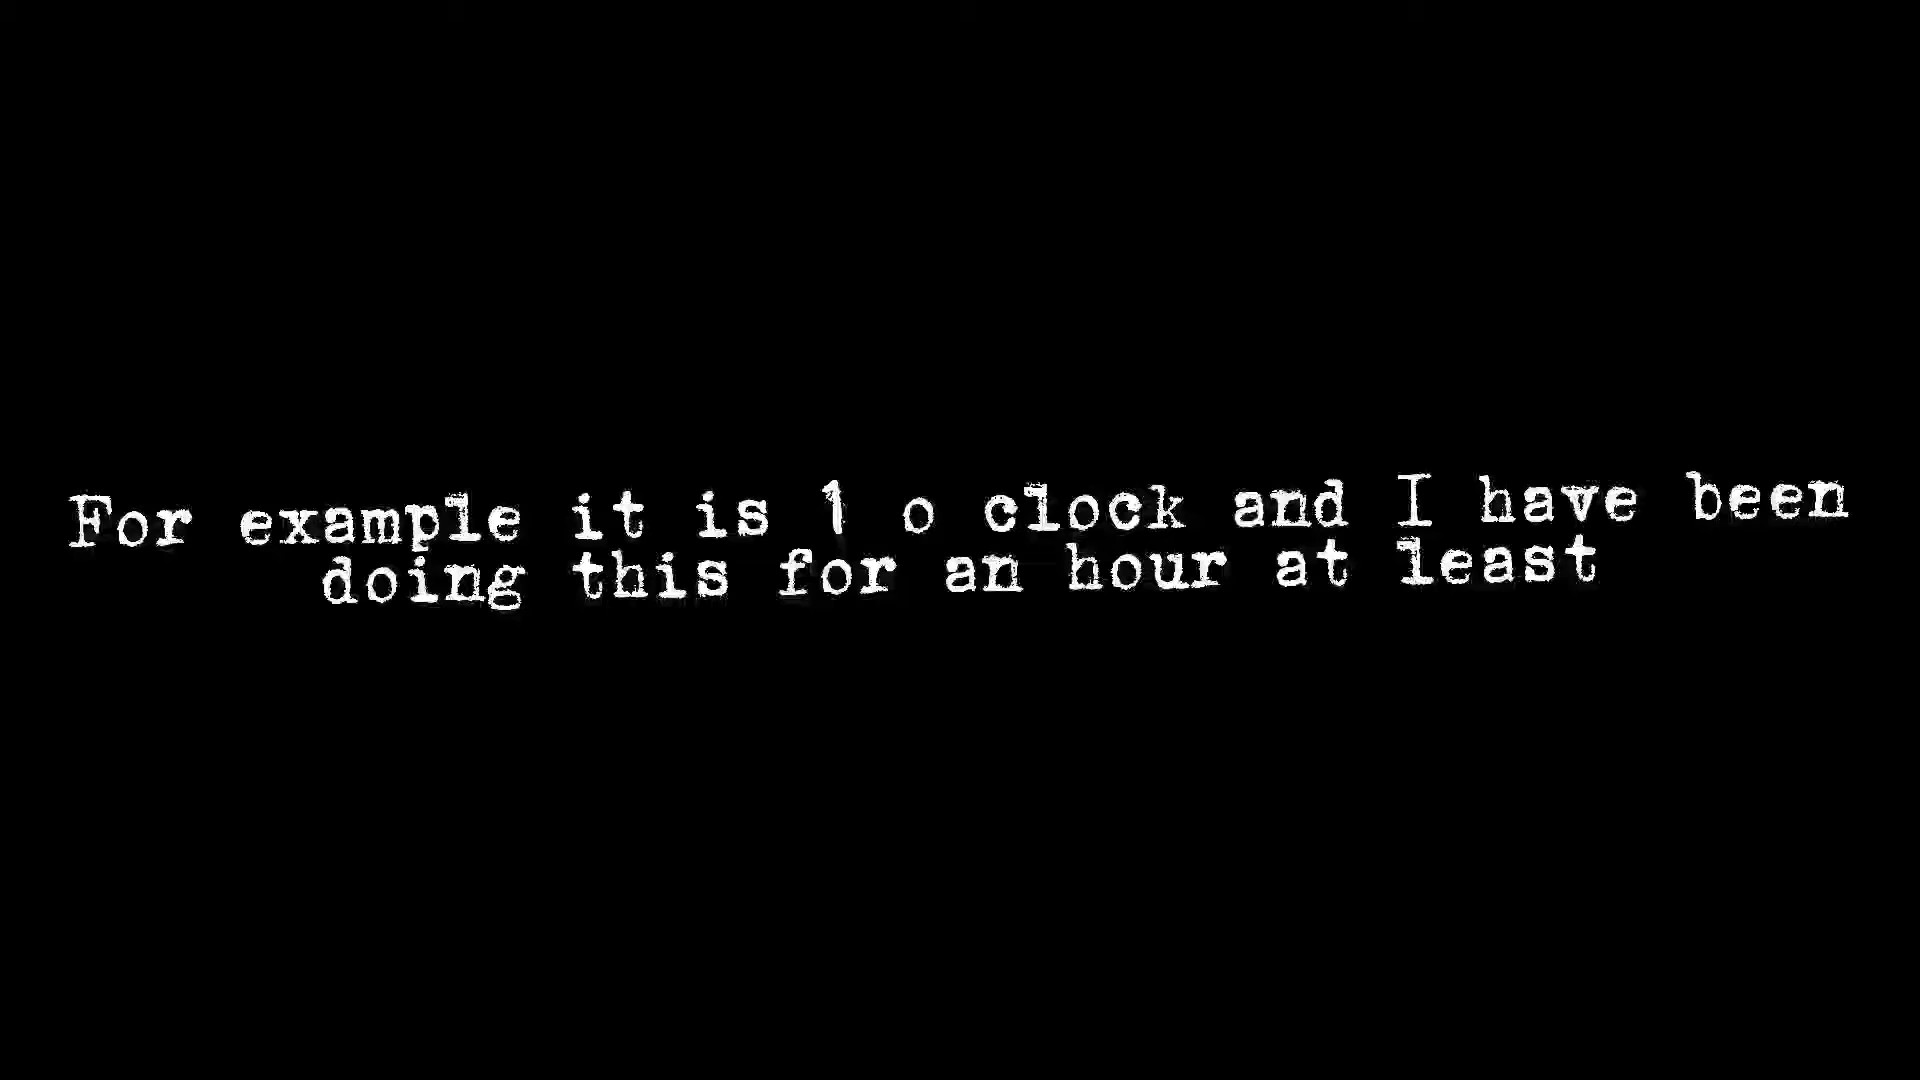 For example it is 1 o clock and I have been
doing this for an hour at least